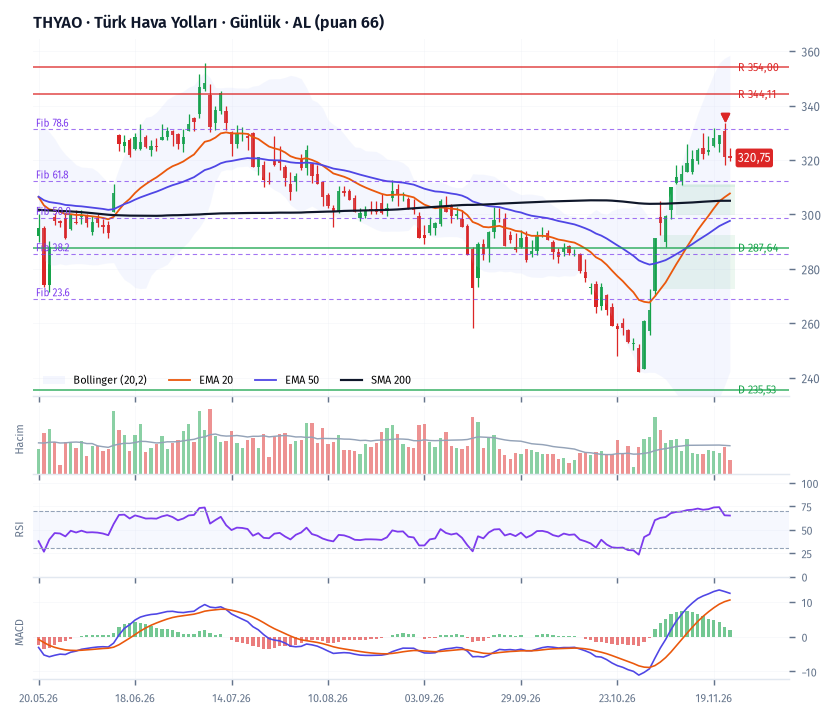 THYAO · Türk Hava Yolları · Günlük · AL (puan 66)
360
R 354,00
340
R 344,11
Fib 78.6
320
320,75
Fib 61.8
300
Fib 50.0
280
Fib 38.2
D 287,64
Fib 23.6
260
240
D 235,53
Bollinger (20,2)
EMA 20
EMA 50
SMA 200
Hacim
RSI
100
75
50
25
0
MACD
10
0
−10
20.05.26
18.06.26
14.07.26
10.08.26
03.09.26
29.09.26
23.10.26
19.11.26